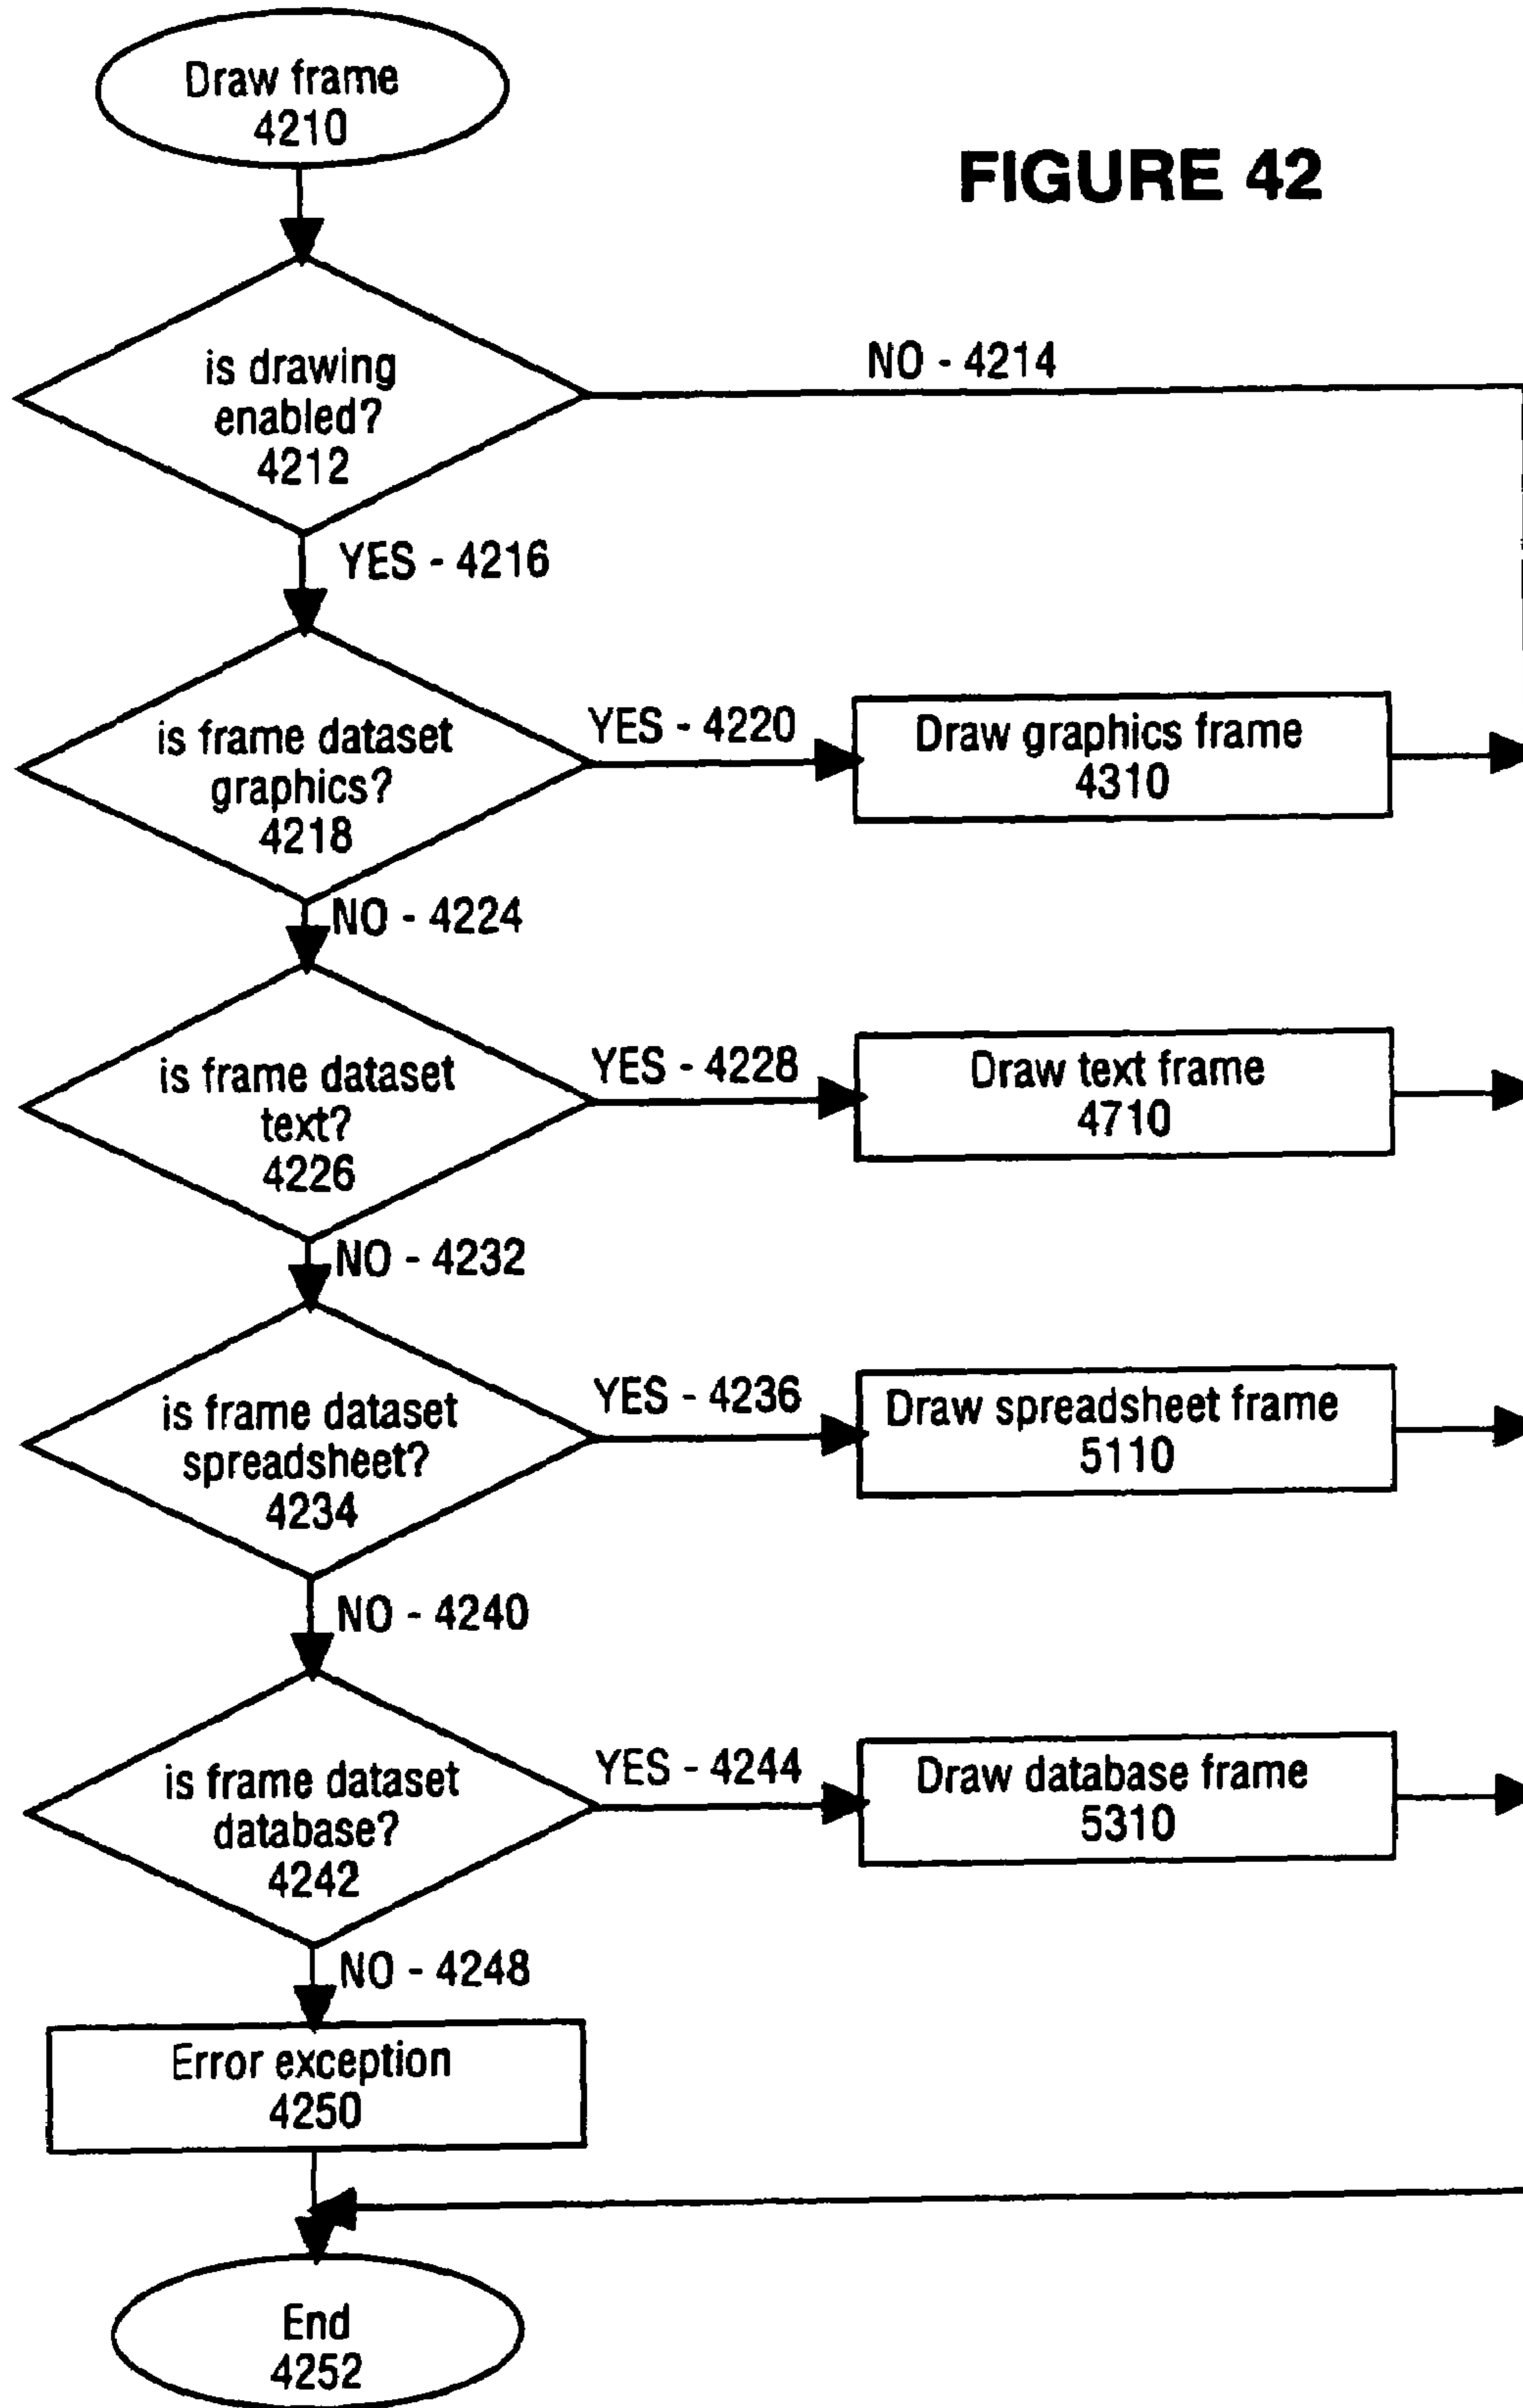 Draw frame
4210
FIGURE 42
is drawing
enabled?
4212
NO - 4214
YES - 4216
is frame dataset
graphics?
4218
YES - 4220
Draw graphics frame
4310
NO - 4224
is frame dataset
text?
4226
YES - 4228
Draw text frame
4710
NO - 4232
is frame dataset
spreadsheet?
4234
YES - 4236
Draw spreadsheet frame
5110
NO - 4240
is frame dataset
database?
4242
YES - 4244
Draw database frame
5310
NO - 4248
Error exception
4250
End
4252